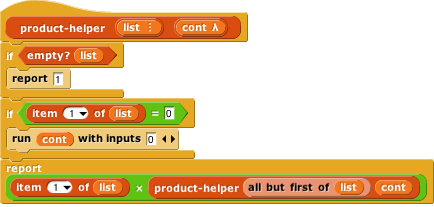 product-helper list ⋮ cont λ
if empty? list
report 1
if item 1 of list = 0
run cont with inputs 0
report
item 1 of list × product-helper all but first of list cont